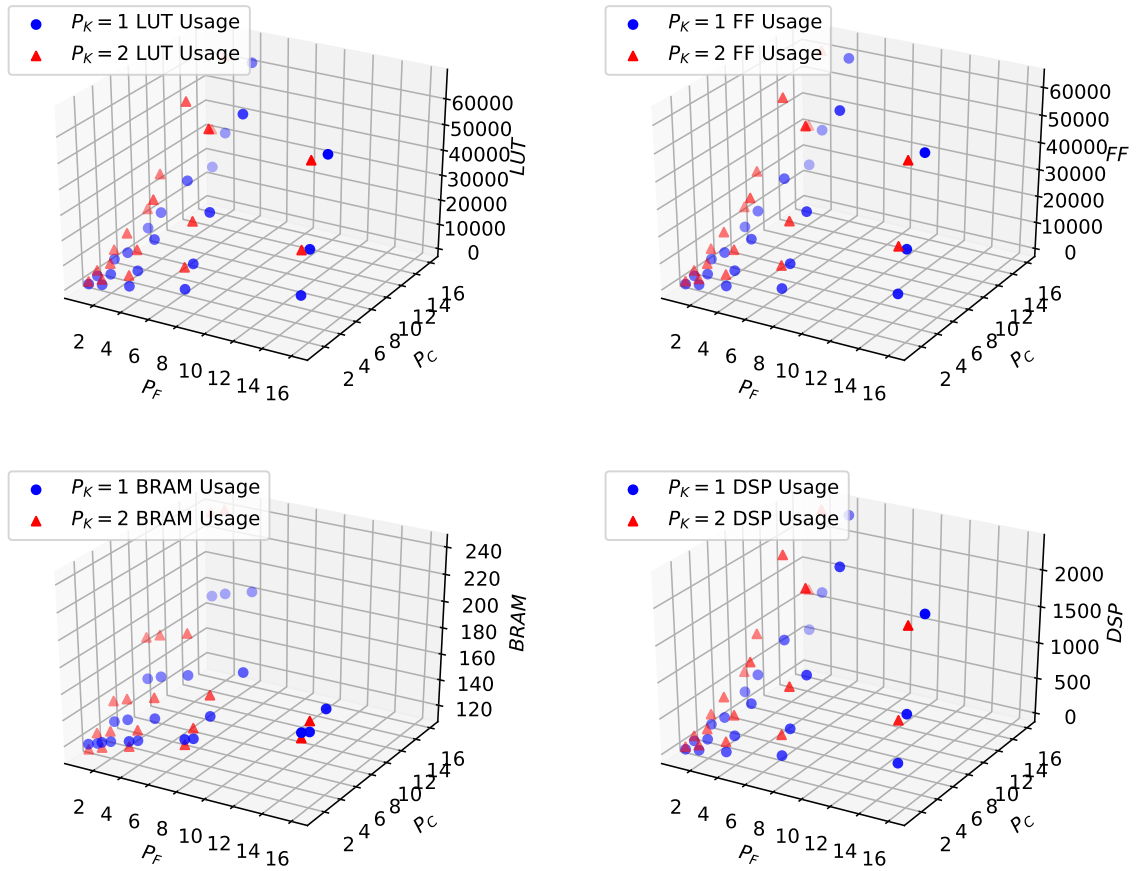 P_K = 1 LUT Usage
P_K = 2 LUT Usage
60000
50000
40000
30000
20000
10000
0
LUT
2 4 6 8 10 12 14 16
P_F
2 4 6 8 10 12 14 16
P_C
P_K = 1 FF Usage
P_K = 2 FF Usage
60000
50000
40000
30000
20000
10000
0
FF
2 4 6 8 10 12 14 16
P_F
2 4 6 8 10 12 14 16
P_C
P_K = 1 BRAM Usage
P_K = 2 BRAM Usage
240
220
200
180
160
140
120
BRAM
2 4 6 8 10 12 14 16
P_F
2 4 6 8 10 12 14 16
P_C
P_K = 1 DSP Usage
P_K = 2 DSP Usage
2000
1500
1000
500
0
DSP
2 4 6 8 10 12 14 16
P_F
2 4 6 8 10 12 14 16
P_C